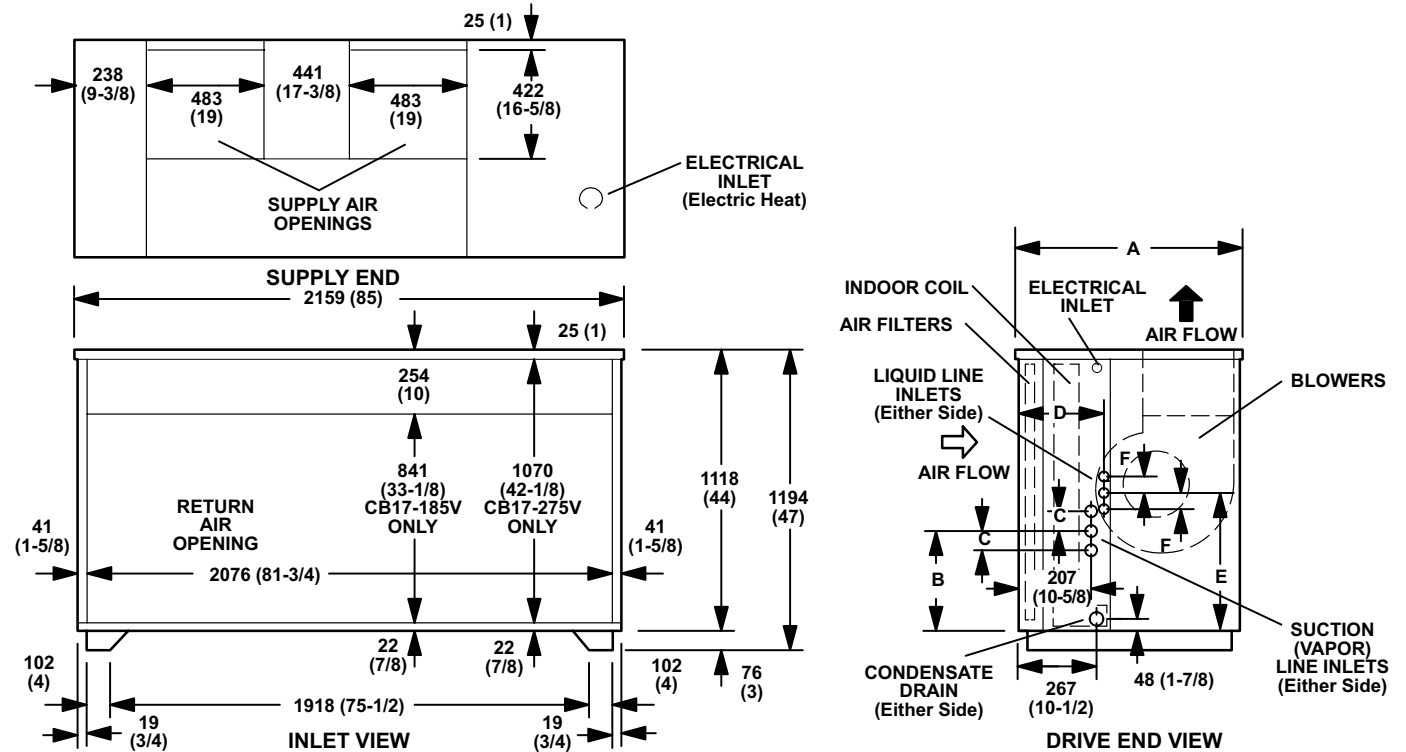 25 (1)
238
(9-3/8)
483
(19)
441
(17-3/8)
483
(19)
422
(16-5/8)
SUPPLY AIR
OPENINGS
ELECTRICAL
INLET
(Electric Heat)
SUPPLY END
2159 (85)
25 (1)
254
(10)
841
(33-1/8)
CB17-185V
ONLY
1070
(42-1/8)
CB17-275V
ONLY
1118
(44)
1194
(47)
RETURN
AIR
OPENING
41
(1-5/8)
41
(1-5/8)
2076 (81-3/4)
22
(7/8)
22
(7/8)
102
(4)
102
(4)
76
(3)
1918 (75-1/2)
19
(3/4)
19
(3/4)
INLET VIEW
A
INDOOR COIL
ELECTRICAL
INLET
AIR FILTERS
AIR FLOW
LIQUID LINE
INLETS
(Either Side)
BLOWERS
D
AIR FLOW
F
C
C
F
B
E
207
(10-5/8)
SUCTION
(VAPOR)
LINE INLETS
(Either Side)
CONDENSATE
DRAIN
(Either Side)
267
(10-1/2)
48 (1-7/8)
DRIVE END VIEW